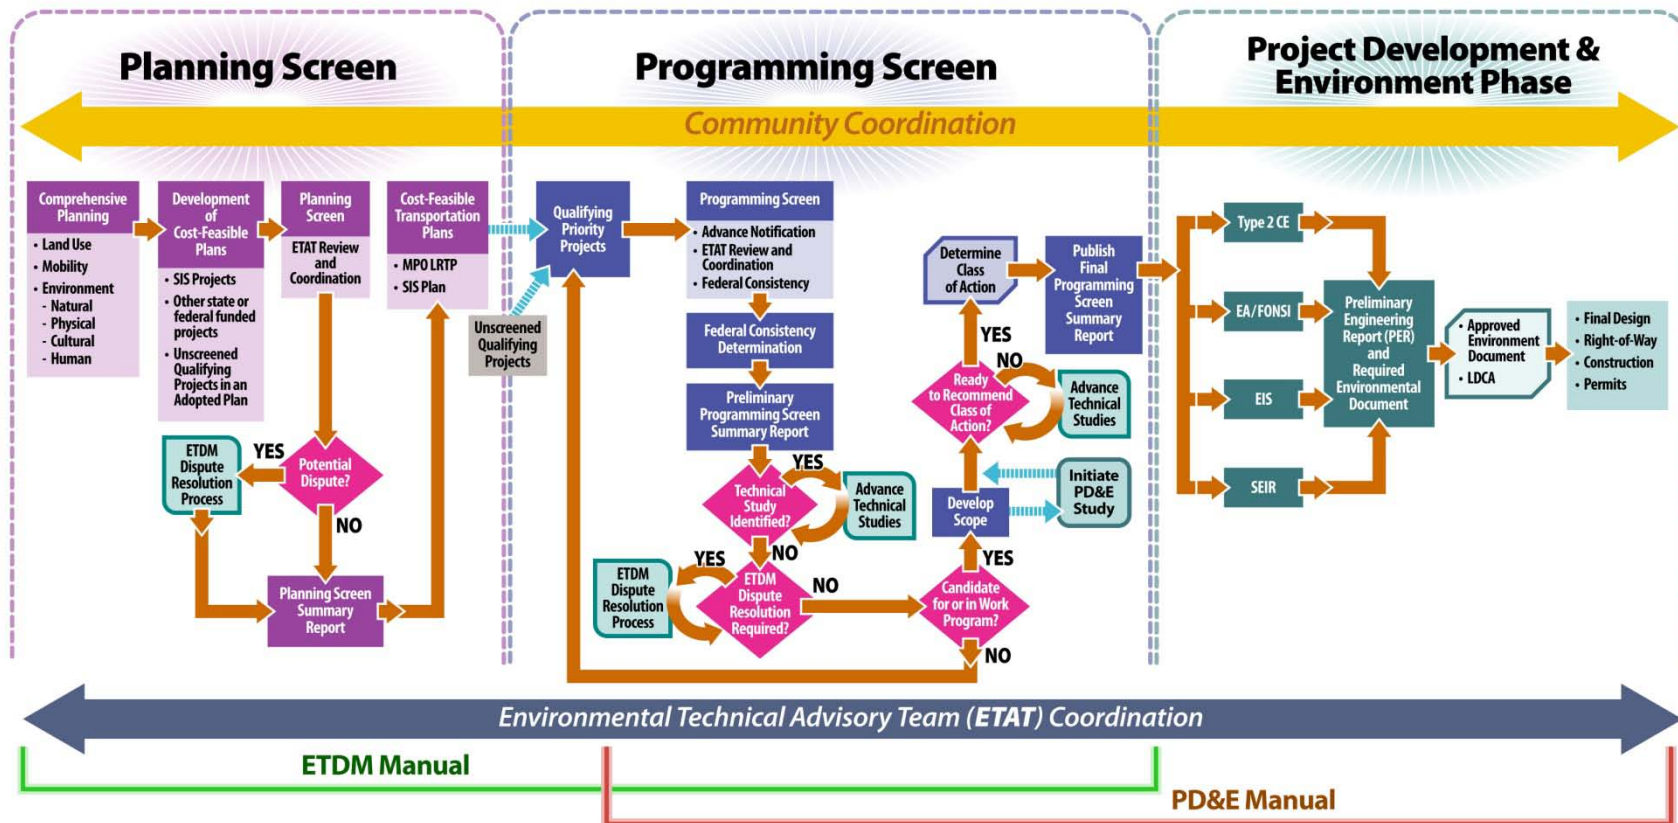 Planning Screen
Programming Screen
Project Development &
Environment Phase
Community Coordination
Comprehensive
Planning
• Land Use
• Mobility
• Environment
- Natural
- Physical
- Cultural
- Human
Development
of
Cost-Feasible
Plans
• SIS Projects
• Other state or
federal funded
projects
• Unscreened
Qualifying
Projects in an
Adopted Plan
Planning
Screen
ETAT Review
and
Coordination
Cost-Feasible
Transportation
Plans
• MPO LRTP
• SIS Plan
ETDM
Dispute
Resolution
Process
YES
Potential
Dispute?
NO
Planning Screen
Summary
Report
Unscreened
Qualifying
Projects
Qualifying
Priority
Projects
Programming Screen
• Advance Notification
• ETAT Review and
Coordination
• Federal Consistency
Federal Consistency
Determination
Preliminary
Programming Screen
Summary Report
YES
Technical
Study
Identified?
Advance
Technical
Studies
NO
YES
ETDM
Dispute
Resolution
Process
ETDM
Dispute
Resolution
Required?
NO
Candidate
for or in Work
Program?
YES
NO
Develop
Scope
Initiate
PD&E
Study
Ready
to Recommend
Class of
Action?
YES
NO
Advance
Technical
Studies
Determine
Class
of Action
Publish
Final
Programming
Screen
Summary
Report
Type 2 CE
EA/FONSI
EIS
SEIR
Preliminary
Engineering
Report (PER)
and
Required
Environmental
Document
• Approved
Environment
Document
• LDCA
• Final Design
• Right-of-Way
• Construction
• Permits
Environmental Technical Advisory Team (ETAT) Coordination
ETDM Manual
PD&E Manual